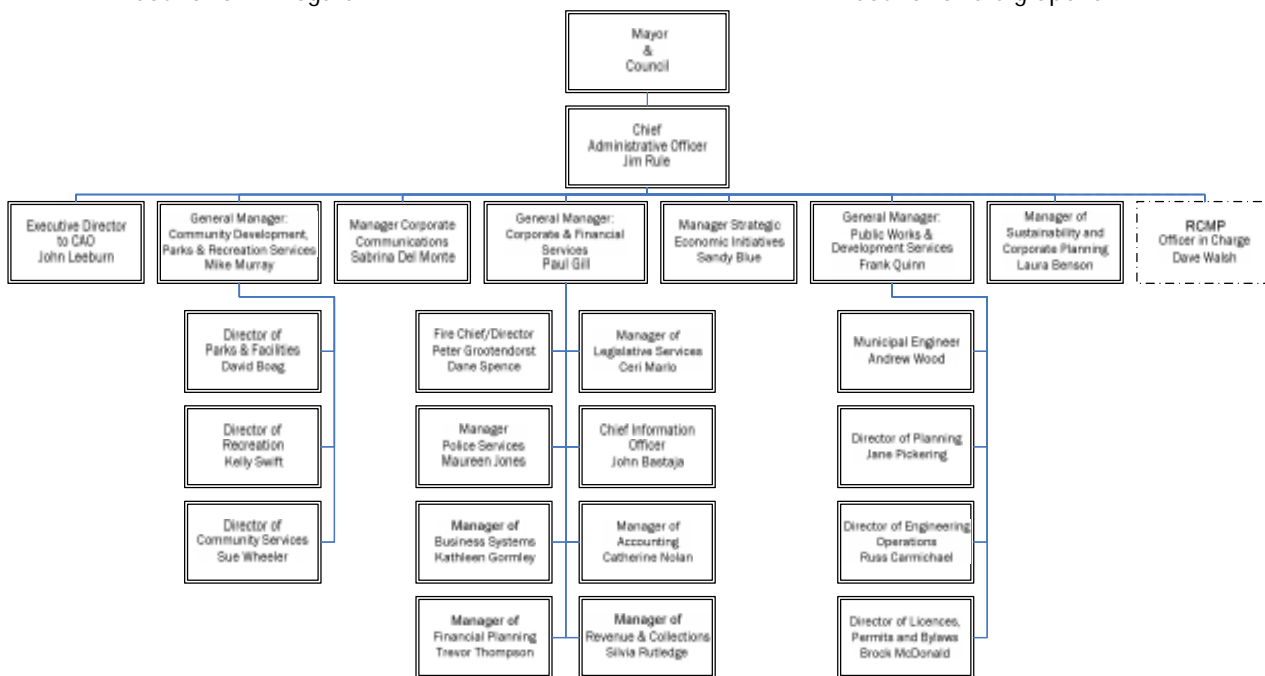 Mayor
&
Council
Chief
Administrative Officer
Jim Rule
Executive Director
to CAO
John Leeburn
General Manager:
Community Development,
Parks & Recreation Services
Mike Murray
Manager Corporate
Communications
Sabrina Del Monte
General Manager:
Corporate & Financial
Services
Paul Gill
Manager Strategic
Economic Initiatives
Sandy Blue
General Manager:
Public Works &
Development Services
Frank Quinn
Manager of
Sustainability and
Corporate Planning
Laura Benson
RCMP
Officer in Charge
Dave Walsh
Director of
Parks & Facilities
David Boag
Fire Chief/Director
Peter Grootendorst
Dane Spence
Manager of
Legislative Services
Ceri Marlo
Municipal Engineer
Andrew Wood
Director of
Recreation
Kelly Swift
Manager
Police Services
Maureen Jones
Chief Information
Officer
John Bastaja
Director of Planning
Jane Pickering
Director of
Community Services
Sue Wheeler
Manager of
Business Systems
Kathleen Gormley
Manager of
Accounting
Catherine Nolan
Director of Engineering
Operations
Russ Carmichael
Manager of
Financial Planning
Trevor Thompson
Manager of
Revenue & Collections
Silvia Rutledge
Director of Licences,
Permits and Bylaws
Brock McDonald